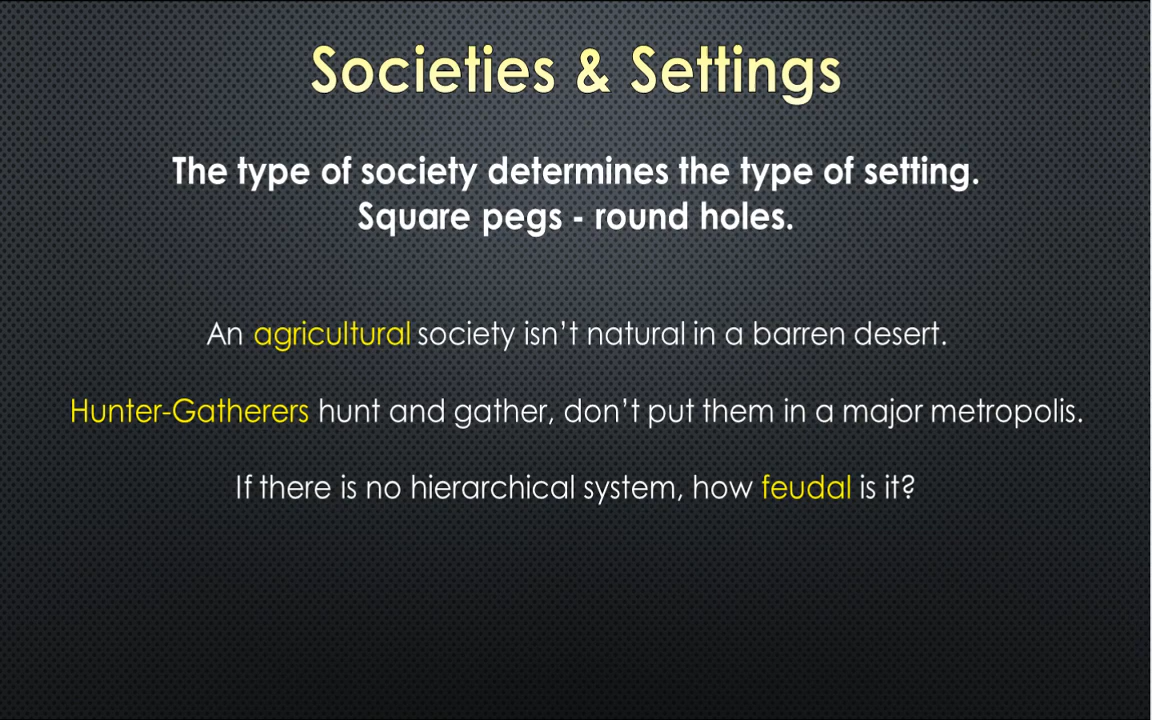 Societies & Settings
The type of society determines the type of setting.
Square pegs - round holes.
An agricultural society isn't natural in a barren desert.
Hunter-Gatherers hunt and gather, don't put them in a major metropolis.
If there is no hierarchical system, how feudal is it?